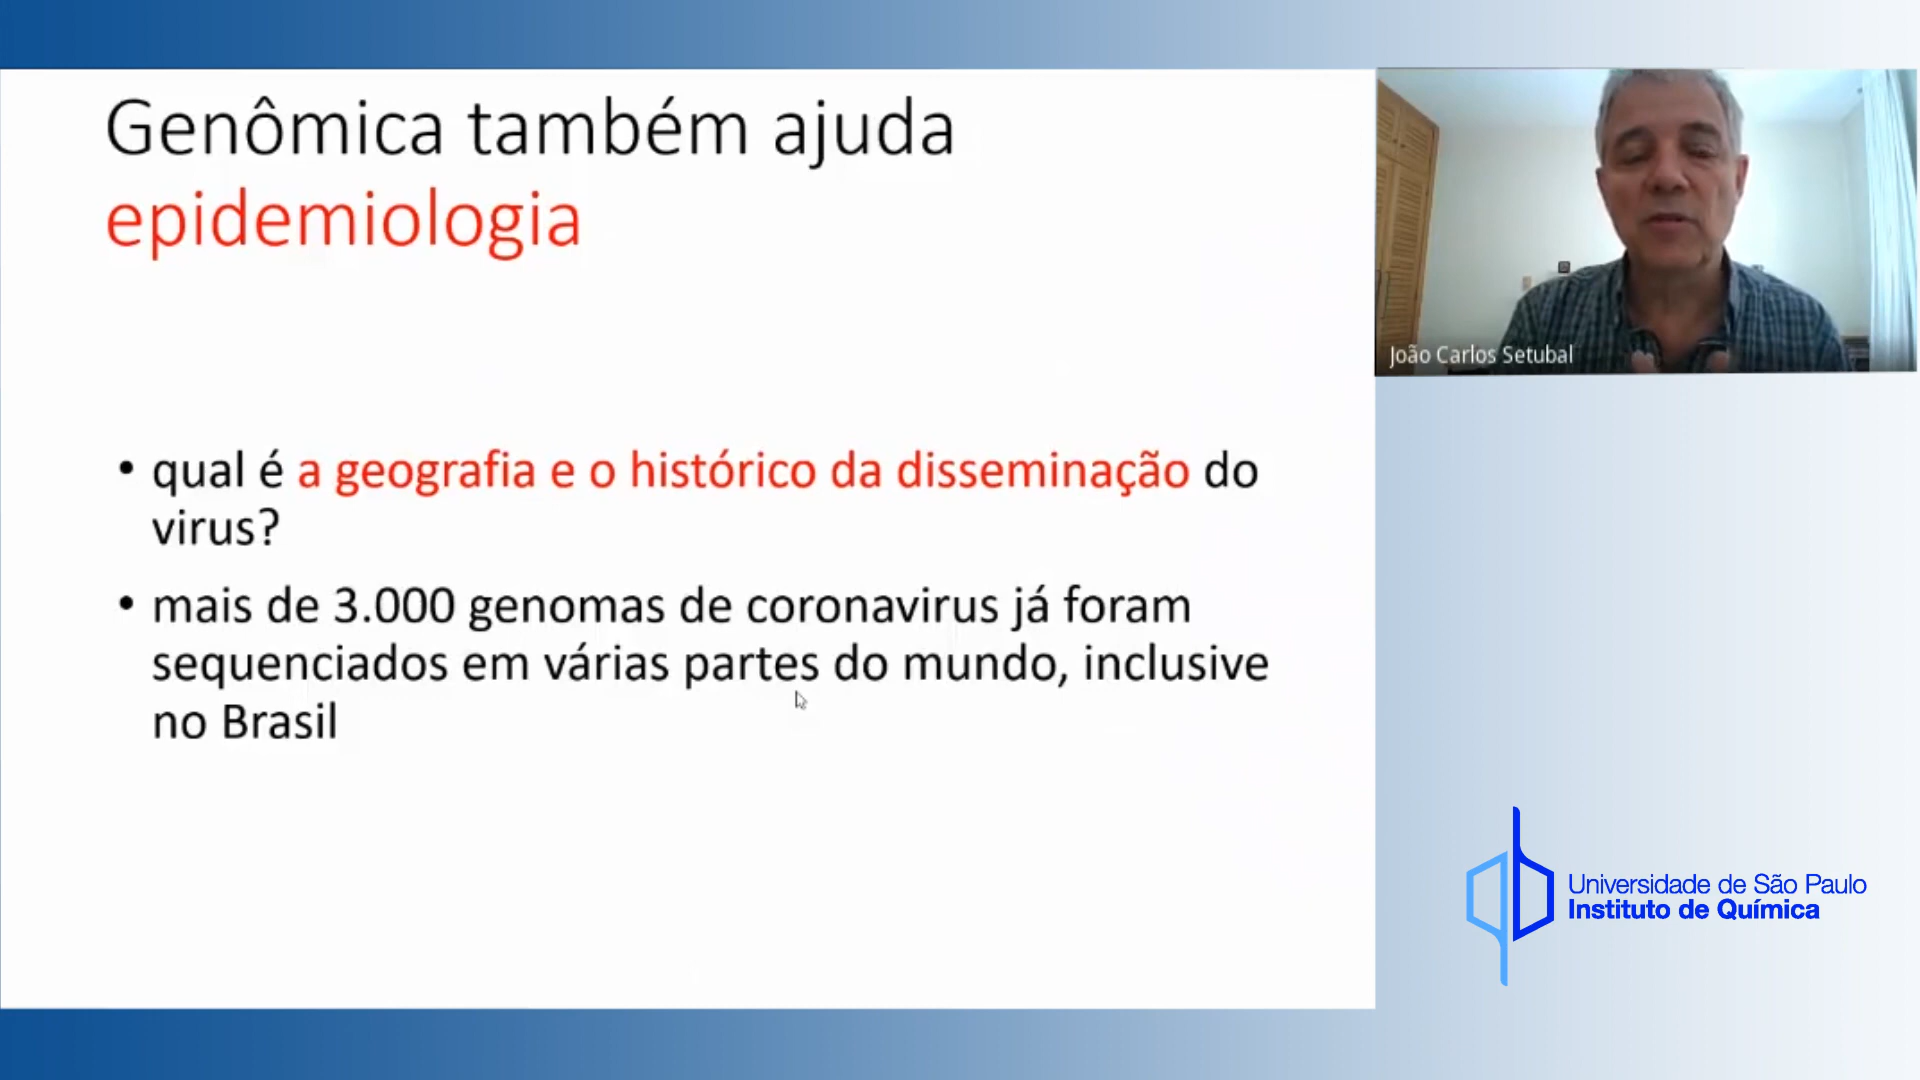 Genômica também ajuda
epidemiologia
• qual é a geografia e o histórico da disseminação do
virus?
• mais de 3.000 genomas de coronavirus já foram
sequenciados em várias partes do mundo, inclusive
no Brasil
João Carlos Setubal
Universidade de São Paulo
Instituto de Química